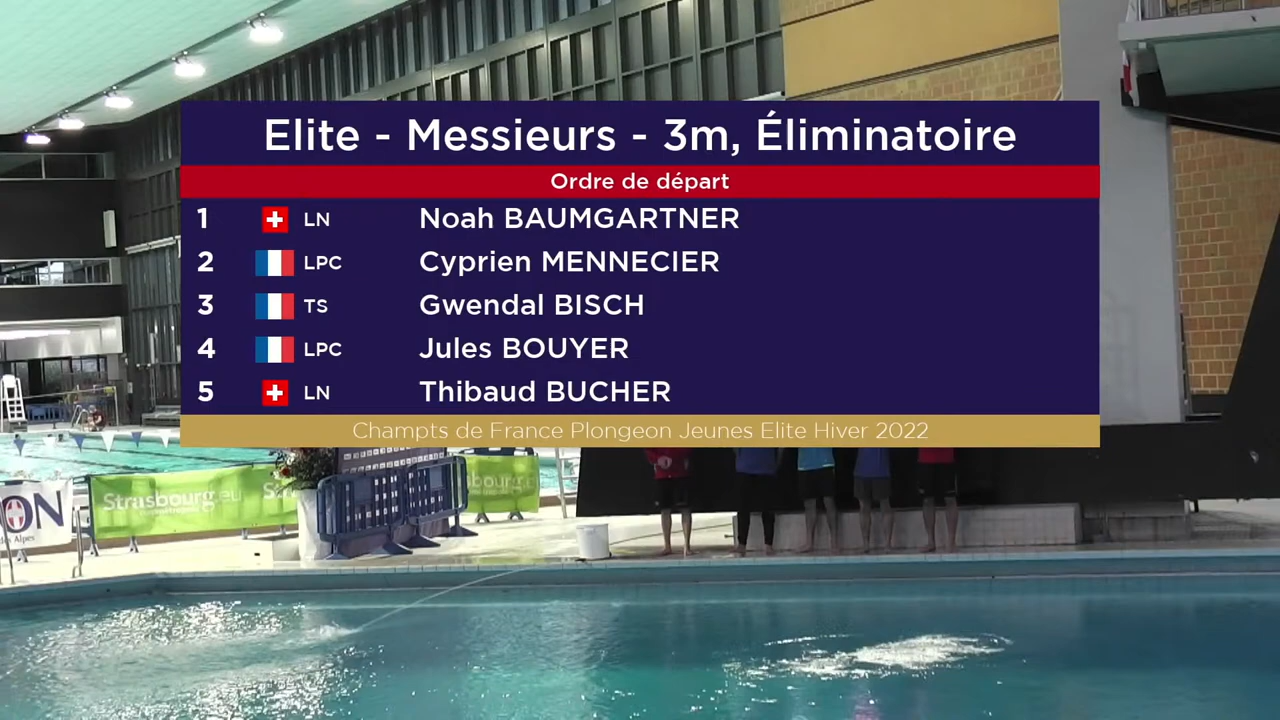 Elite - Messieurs - 3m, Éliminatoire
Ordre de départ
1 LN Noah BAUMGARTNER
2 LPC Cyprien MENNECIER
3 TS Gwendal BISCH
4 LPC Jules BOUYER
5 LN Thibaud BUCHER
Champts de France Plongeon Jeunes Elite Hiver 2022
Strasbourg.eu